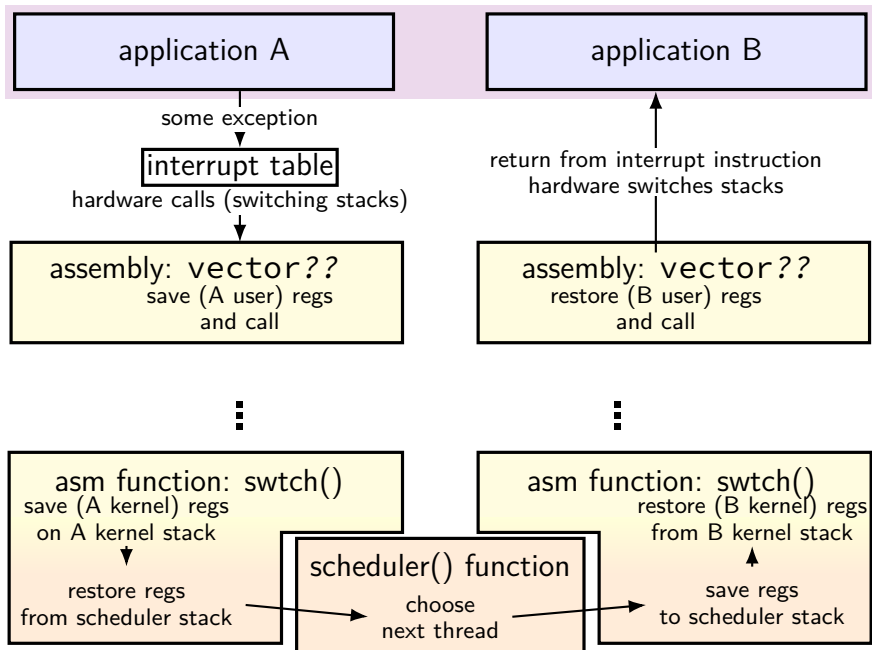 application A
some exception
interrupt table
hardware calls (switching stacks)
assembly: vector??
save (A user) regs
and call
asm function: swtch()
save (A kernel) regs
on A kernel stack
restore regs
from scheduler stack
scheduler() function
choose
next thread
application B
return from interrupt instruction
hardware switches stacks
assembly: vector??
restore (B user) regs
and call
asm function: swtch()
restore (B kernel) regs
from B kernel stack
save regs
to scheduler stack